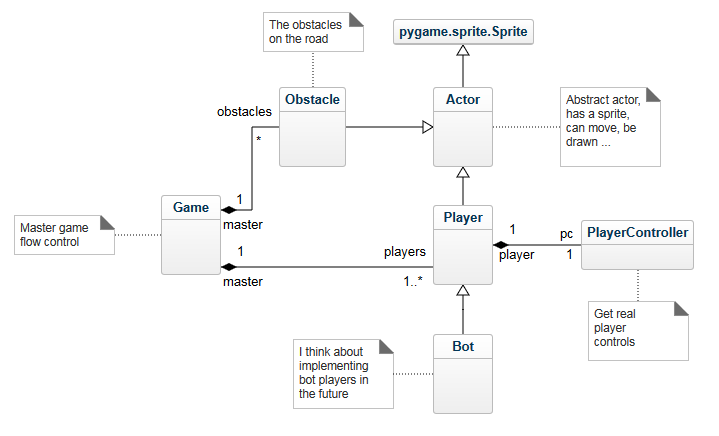 The obstacles
on the road
pygame.sprite.Sprite
Obstacle
Actor
Abstract actor,
has a sprite,
can move, be
drawn ...
obstacles
*
Game
1
master
Master game
flow control
Player
1
pc
PlayerController
player
1
1
players
master
1..*
Get real
player
controls
Bot
I think about
implementing
bot players in
the future